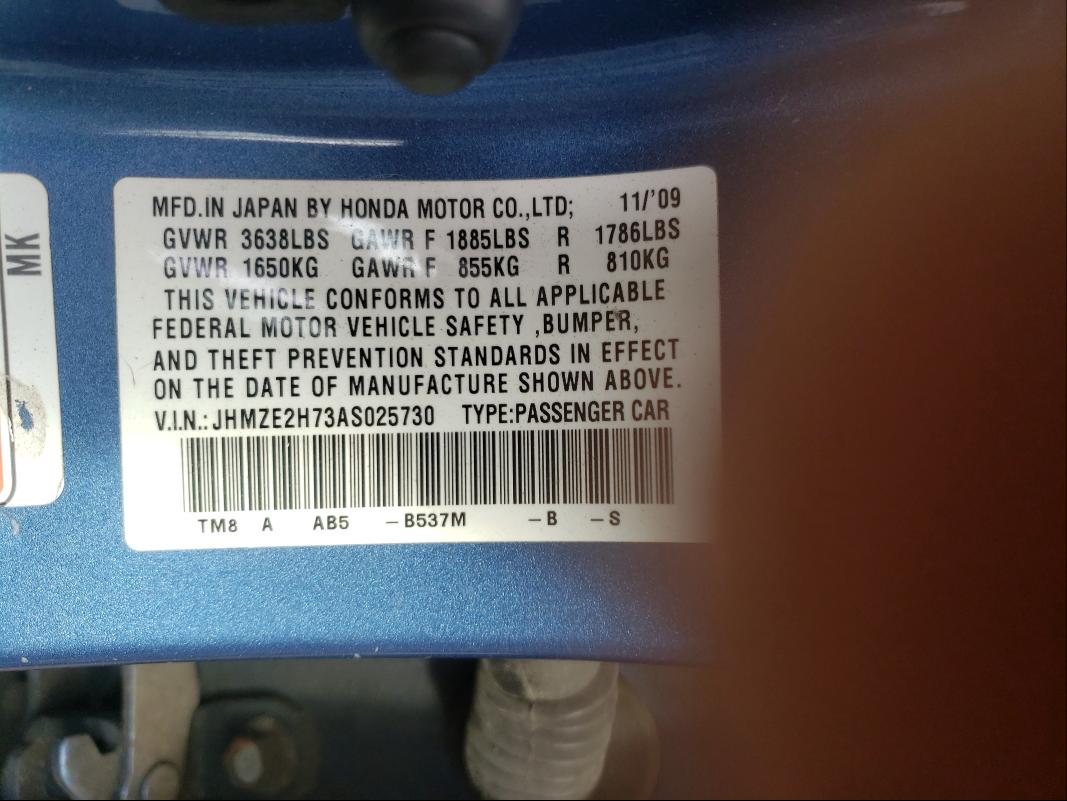 MK
MFD.IN JAPAN BY HONDA MOTOR CO.,LTD; 11/'09
GVWR 3638LBS GAWR F 1885LBS R 1786LBS
GVWR 1650KG GAWR F 855KG R 810KG
THIS VEHICLE CONFORMS TO ALL APPLICABLE
FEDERAL MOTOR VEHICLE SAFETY ,BUMPER,
AND THEFT PREVENTION STANDARDS IN EFFECT
ON THE DATE OF MANUFACTURE SHOWN ABOVE.
V.I.N.:JHMZE2H73AS025730 TYPE:PASSENGER CAR
TM8 A AB5 -B537M -B -S